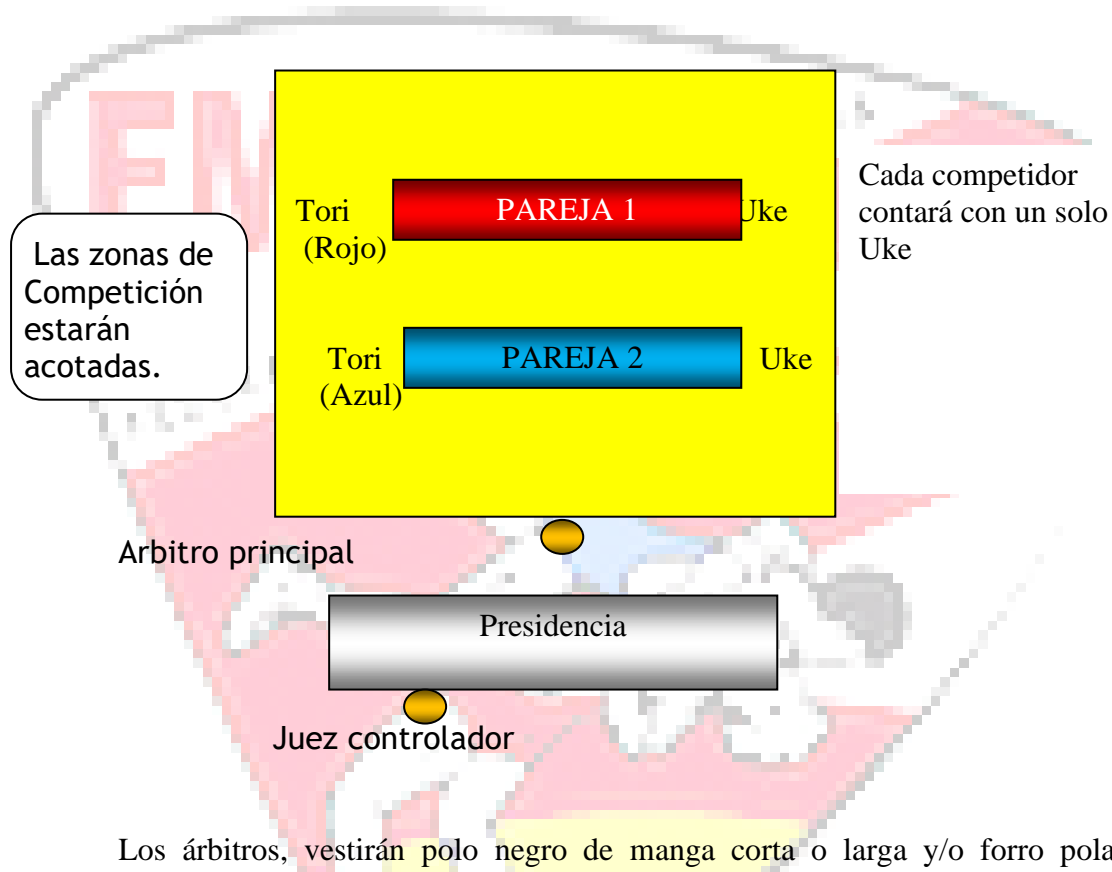 FN
Tori
(Rojo)
PAREJA 1
Uke
Cada competidor
contará con un solo
Uke
Las zonas de
Competición
estarán
acotadas.
Tori
(Azul)
PAREJA 2
Uke
Arbitro principal
Presidencia
Juez controlador
Los árbitros, vestirán polo negro de manga corta o larga y/o forro pola